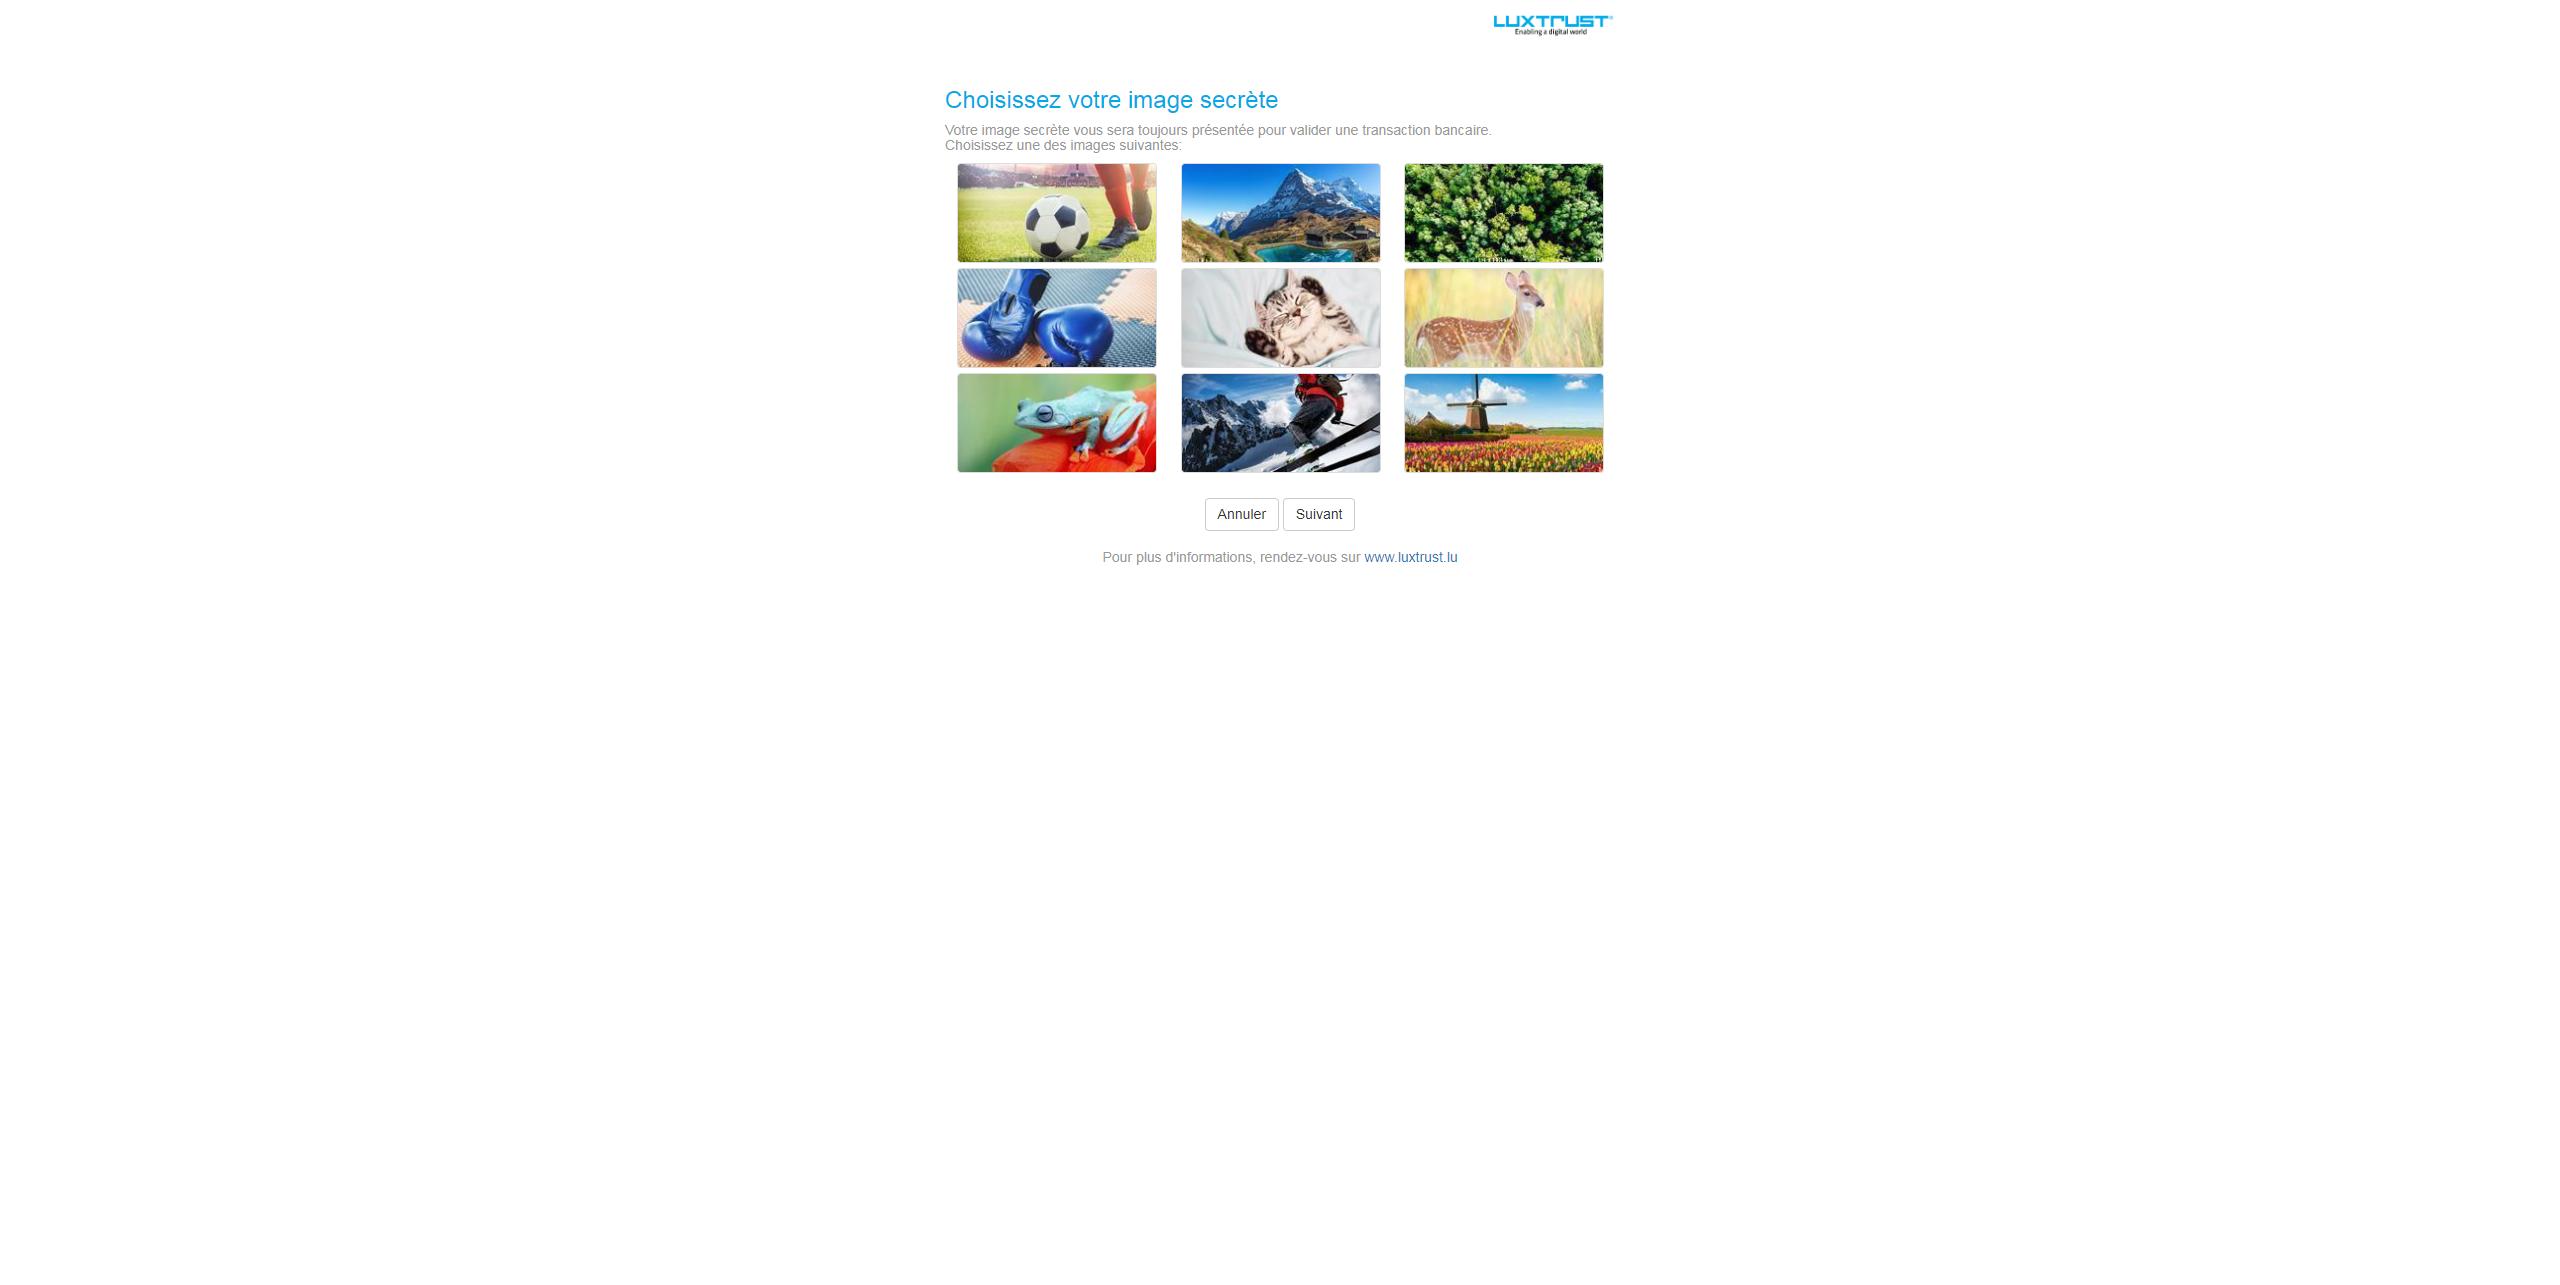 LUXTRUST
Enabling a digital world
Choisissez votre image secrète
Votre image secrète vous sera toujours présentée pour valider une transaction bancaire.
Choisissez une des images suivantes:
Annuler Suivant
Pour plus d'informations, rendez-vous sur www.luxtrust.lu